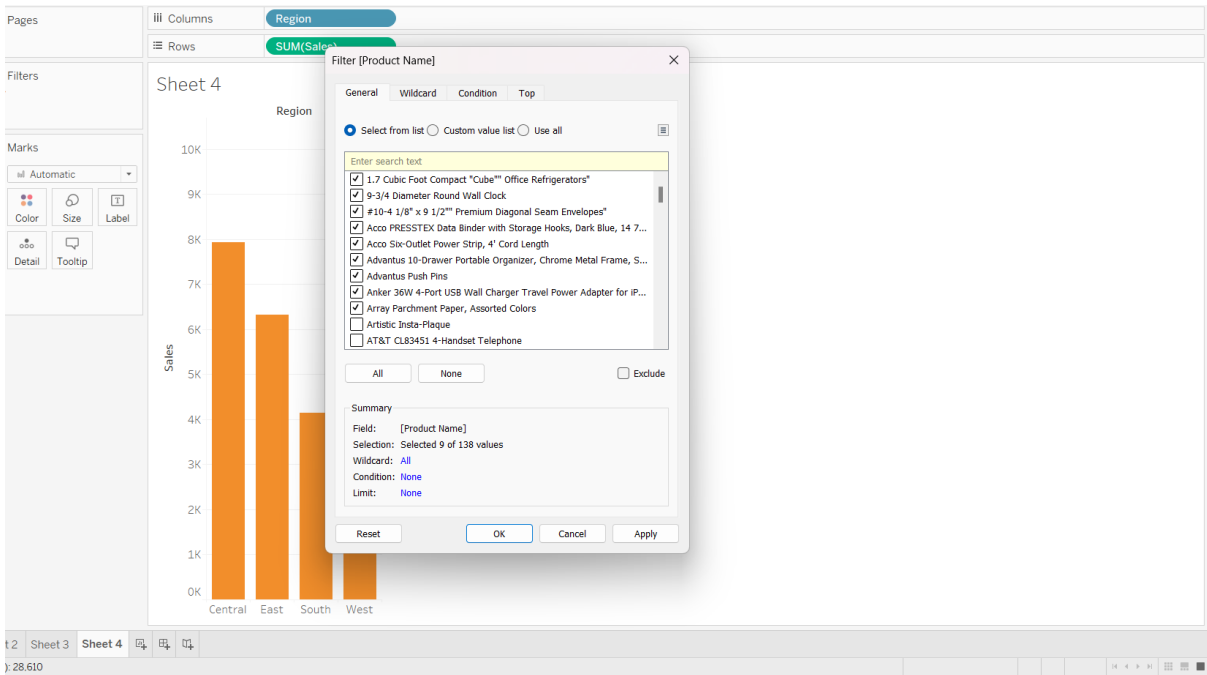 Pages
iii Columns
Region
Rows
SUM(Sales)
Filters
Marks
Automatic
Color
Size
Label
Detail
Tooltip
Sheet 4
Region
10K
9K
8K
7K
6K
5K
4K
3K
2K
1K
0K
Sales
Central East South West
Filter [Product Name]
General Wildcard Condition Top
Select from list Custom value list Use all
Enter search text
1.7 Cubic Foot Compact "Cube"" Office Refrigerators"
9-3/4 Diameter Round Wall Clock
#10-4 1/8" x 9 1/2"" Premium Diagonal Seam Envelopes"
Acco PRESSTEX Data Binder with Storage Hooks, Dark Blue, 14 7...
Acco Six-Outlet Power Strip, 4' Cord Length
Advantus 10-Drawer Portable Organizer, Chrome Metal Frame, S...
Advantus Push Pins
Anker 36W 4-Port USB Wall Charger Travel Power Adapter for iP...
Array Parchment Paper, Assorted Colors
Artistic Insta-Plaque
AT&T CL83451 4-Handset Telephone
All None Exclude
Summary
Field: [Product Name]
Selection: Selected 9 of 138 values
Wildcard: All
Condition: None
Limit: None
Reset OK Cancel Apply
t 2 Sheet 3 Sheet 4
): 28.610